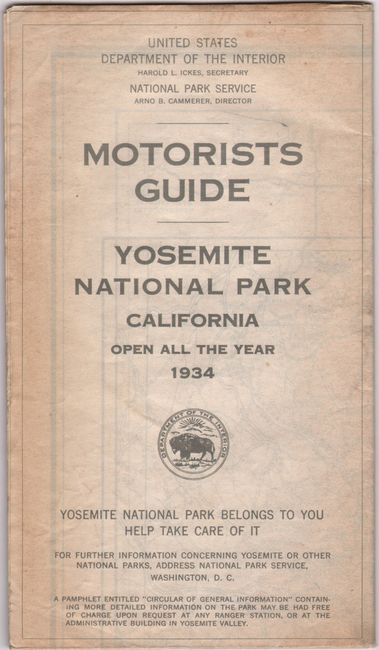 UNITED STATES
DEPARTMENT OF THE INTERIOR
HAROLD L. ICKES, SECRETARY
NATIONAL PARK SERVICE
ARNO B. CAMMERER, DIRECTOR
MOTORISTS
GUIDE
YOSEMITE
NATIONAL PARK
CALIFORNIA
OPEN ALL THE YEAR
1934
DEPARTMENT OF THE INTERIOR
YOSEMITE NATIONAL PARK BELONGS TO YOU
HELP TAKE CARE OF IT
FOR FURTHER INFORMATION CONCERNING YOSEMITE OR OTHER
NATIONAL PARKS, ADDRESS NATIONAL PARK SERVICE,
WASHINGTON, D. C.
A PAMPHLET ENTITLED "CIRCULAR OF GENERAL INFORMATION" CONTAIN-
ING MORE DETAILED INFORMATION ON THE PARK MAY BE HAD FREE
OF CHARGE UPON REQUEST AT ANY RANGER STATION, OR AT THE
ADMINISTRATIVE BUILDING IN YOSEMITE VALLEY.